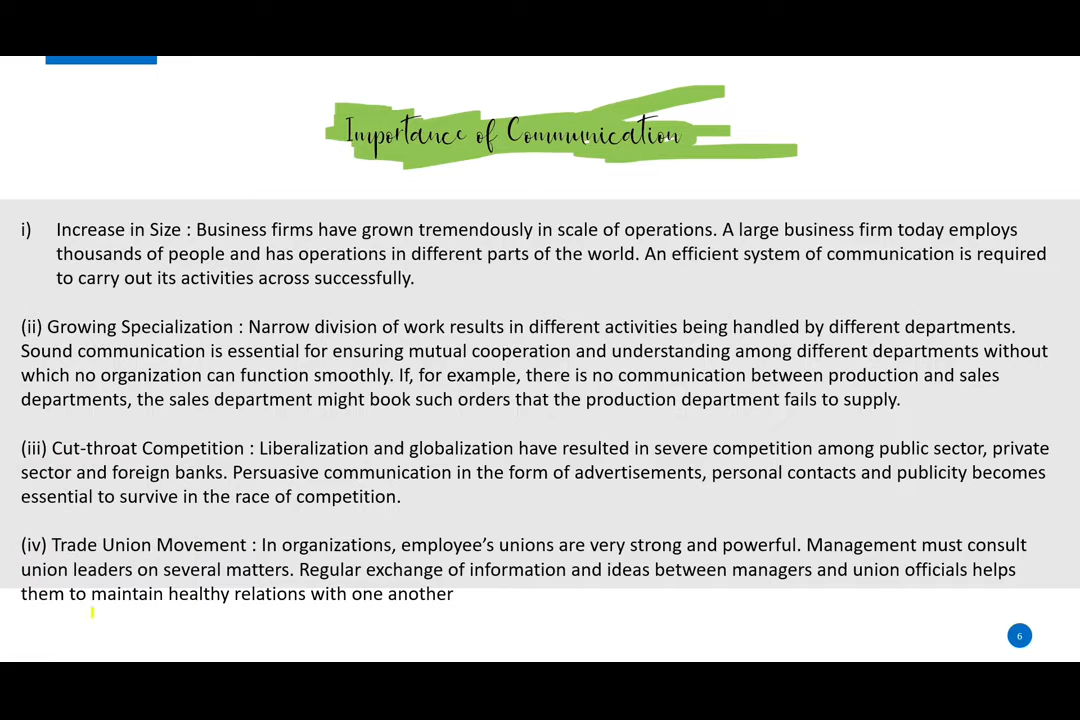 Importance of Communication
i) Increase in Size : Business firms have grown tremendously in scale of operations. A large business firm today employs
thousands of people and has operations in different parts of the world. An efficient system of communication is required
to carry out its activities across successfully.
(ii) Growing Specialization : Narrow division of work results in different activities being handled by different departments.
Sound communication is essential for ensuring mutual cooperation and understanding among different departments without
which no organization can function smoothly. If, for example, there is no communication between production and sales
departments, the sales department might book such orders that the production department fails to supply.
(iii) Cut-throat Competition : Liberalization and globalization have resulted in severe competition among public sector, private
sector and foreign banks. Persuasive communication in the form of advertisements, personal contacts and publicity becomes
essential to survive in the race of competition.
(iv) Trade Union Movement : In organizations, employee’s unions are very strong and powerful. Management must consult
union leaders on several matters. Regular exchange of information and ideas between managers and union officials helps
them to maintain healthy relations with one another
6